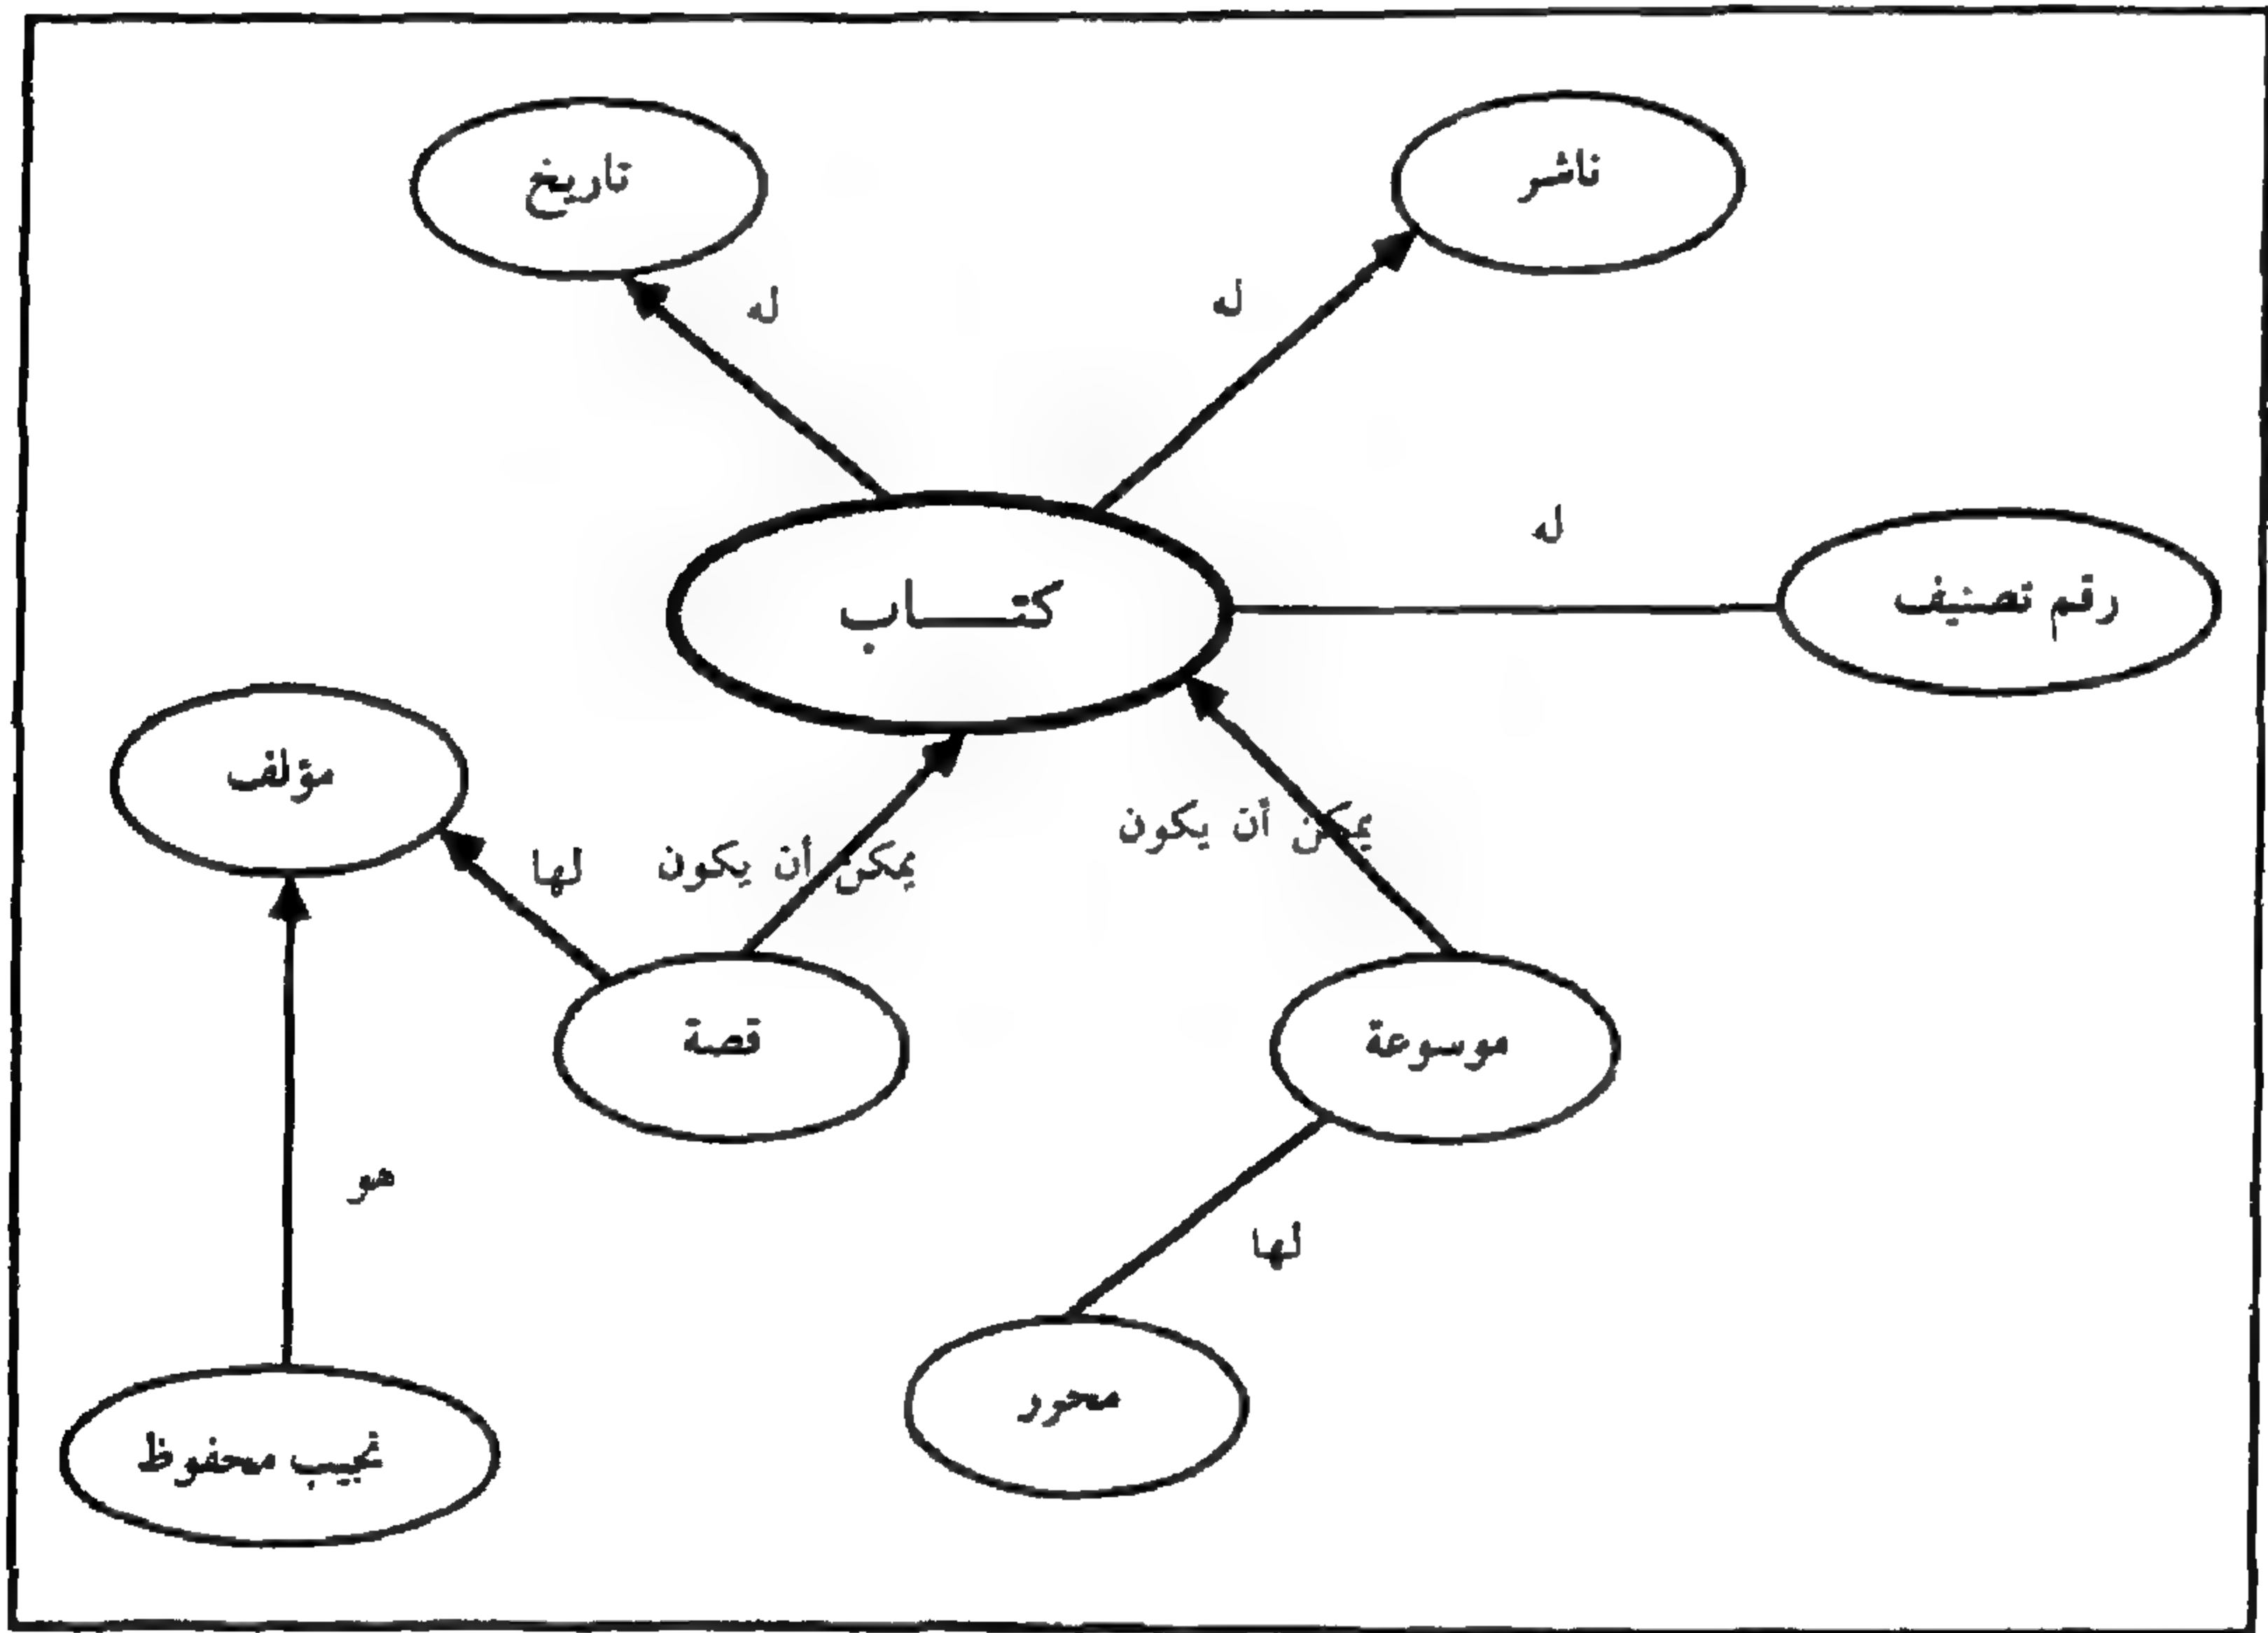 ناشر
تاريخ
له
له
له
رقم تصنيف
كتـــاب
مؤلف
يمكن أن يكون
يمكن أن يكون
لها
موسوعة
قصة
هو
لها
محور
نجيب محفوظ